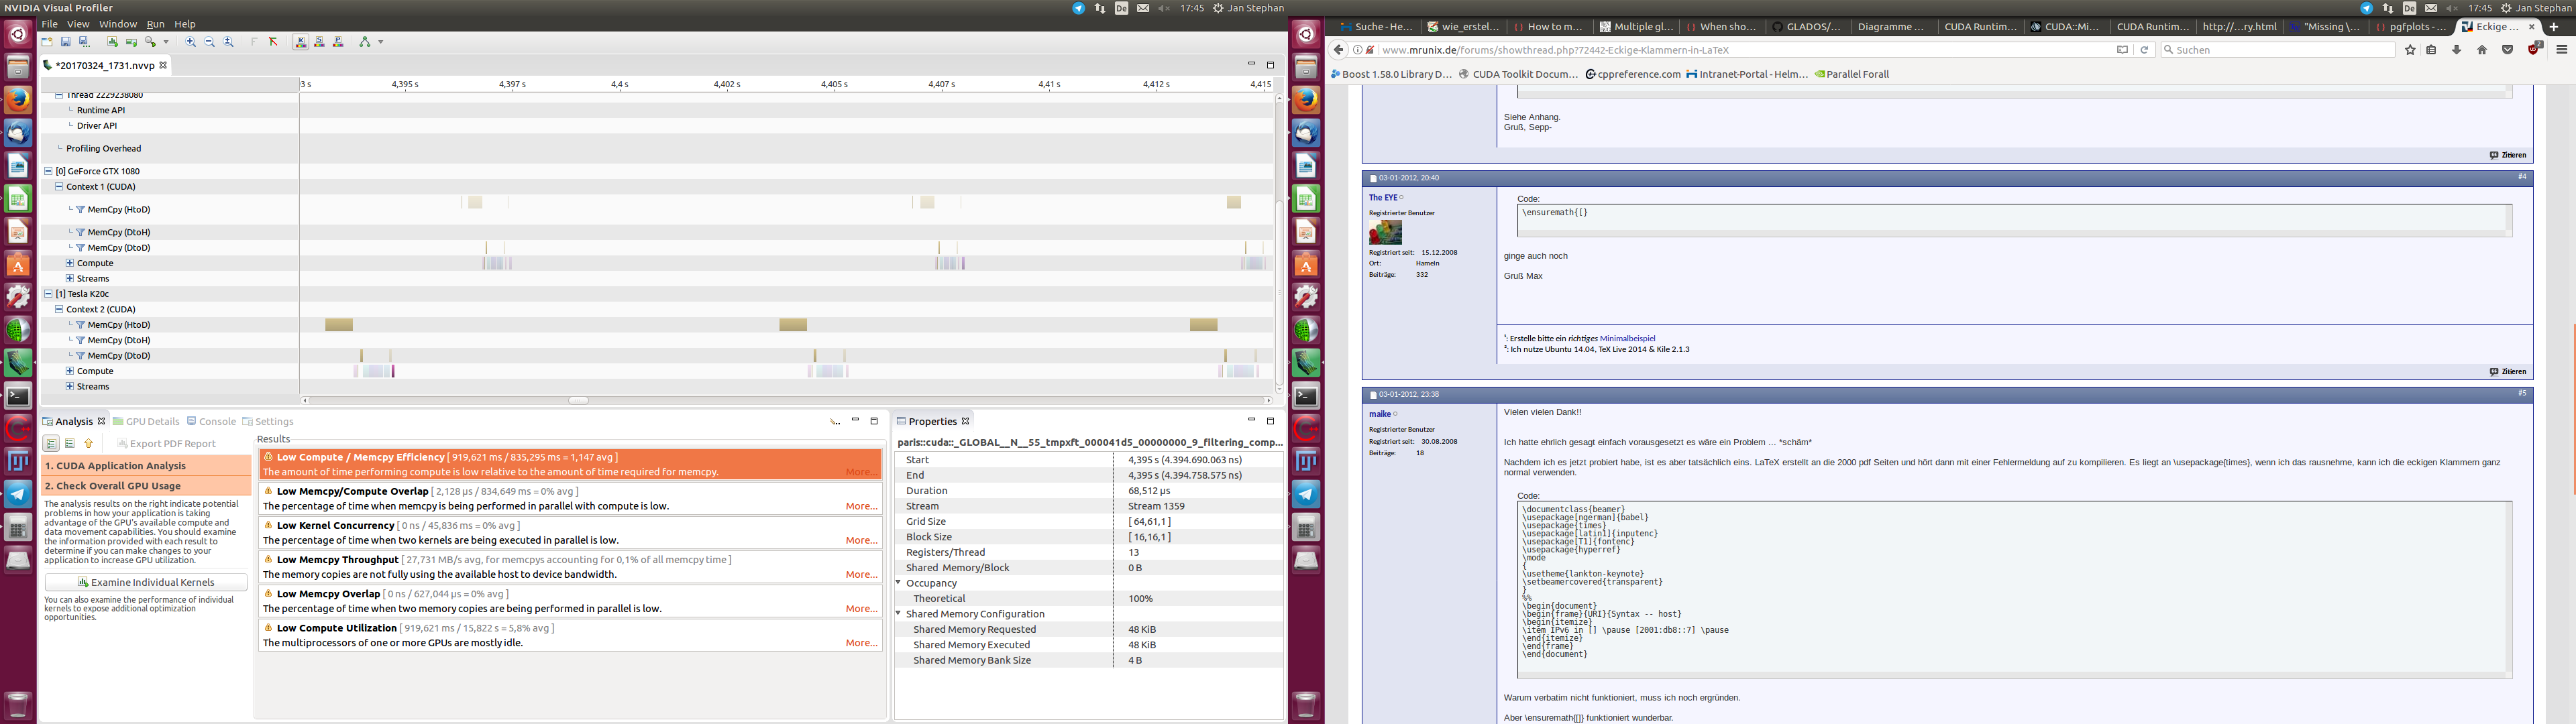 NVIDIA Visual Profiler
De
17:45
Jan Stephan
File View Window Run Help
*20170324_1731.nvvp
4,395 s
4,397 s
4,4 s
4,402 s
4,405 s
4,407 s
4,41 s
4,412 s
4,415
Thread 2229238080
Runtime API
Driver API
Profiling Overhead
[0] GeForce GTX 1080
Context 1 (CUDA)
MemCpy (HtoD)
MemCpy (DtoH)
MemCpy (DtoD)
Compute
Streams
[1] Tesla K20c
Context 2 (CUDA)
MemCpy (HtoD)
MemCpy (DtoH)
MemCpy (DtoD)
Compute
Streams
Analysis
GPU Details
Console
Settings
Export PDF Report
1. CUDA Application Analysis
2. Check Overall GPU Usage
The analysis results on the right indicate potential
problems in how your application is taking
advantage of the GPU's available compute and
data movement capabilities. You should examine
the information provided with each result to
determine if you can make changes to your
application to increase GPU utilization.
Examine Individual Kernels
You can also examine the performance of individual
kernels to expose additional optimization
opportunities.
Results
Low Compute / Memcpy Efficiency [ 919,621 ms / 835,295 ms = 1,147 avg ]
The amount of time performing compute is low relative to the amount of time required for memcpy.
More...
Low Memcpy/Compute Overlap [ 2,128 µs / 834,649 ms = 0% avg ]
The percentage of time when memcpy is being performed in parallel with compute is low.
More...
Low Kernel Concurrency [ 0 ns / 45,836 ms = 0% avg ]
The percentage of time when two kernels are being executed in parallel is low.
More...
Low Memcpy Throughput [ 27,731 MB/s avg, for memcpys accounting for 0,1% of all memcpy time ]
The memory copies are not fully using the available host to device bandwidth.
More...
Low Memcpy Overlap [ 0 ns / 627,044 µs = 0% avg ]
The percentage of time when two memory copies are being performed in parallel is low.
More...
Low Compute Utilization [ 919,621 ms / 15,822 s = 5,8% avg ]
The multiprocessors of one or more GPUs are mostly idle.
More...
Properties
paris::cuda::_GLOBAL__N__55_tmpxft_000041d5_00000000_9_filtering_comp...
Start 4,395 s (4.394.690.063 ns)
End 4,395 s (4.394.758.575 ns)
Duration 68,512 µs
Stream Stream 1359
Grid Size [ 64,61,1 ]
Block Size [ 16,16,1 ]
Registers/Thread 13
Shared Memory/Block 0 B
Occupancy
Theoretical 100%
Shared Memory Configuration
Shared Memory Requested 48 KiB
Shared Memory Executed 48 KiB
Shared Memory Bank Size 4 B
De
17:45
Jan Stephan
Suche - He...
wie_erstel...
How to m...
Multiple gl...
When sho...
GLADOS/...
Diagramme ...
CUDA Runtim...
CUDA::Mi...
CUDA Runtim...
http://...ry.html
"Missing \...
pgfplots - ...
Eckige ...
www.mrunix.de/forums/showthread.php?72442-Eckige-Klammern-in-LaTeX
Suchen
Boost 1.58.0 Library D...
CUDA Toolkit Docum...
cppreference.com
Intranet-Portal - Helm...
Parallel Forall
Siehe Anhang.
Gruß, Sepp-
Zitieren
03-01-2012, 20:40
#4
The EYE
Registrierter Benutzer
Registriert seit: 15.12.2008
Ort: Hameln
Beiträge: 332
Code:
\ensuremath{[}
ginge auch noch
Gruß Max
¹: Erstelle bitte ein richtiges Minimalbeispiel
²: Ich nutze Ubuntu 14.04, TeX Live 2014 & Kile 2.1.3
Zitieren
03-01-2012, 23:38
#5
maike
Registrierter Benutzer
Registriert seit: 30.08.2008
Beiträge: 18
Vielen vielen Dank!!
Ich hatte ehrlich gesagt einfach vorausgesetzt es wäre ein Problem ... *schäm*
Nachdem ich es jetzt probiert habe, ist es aber tatsächlich eins. LaTeX erstellt an die 2000 pdf Seiten und hört dann mit einer Fehlermeldung auf zu kompilieren. Es liegt an \usepackage{times}, wenn ich das rausnehme, kann ich die eckigen Klammern ganz
normal verwenden.
Code:
\documentclass{beamer}
\usepackage[ngerman]{babel}
\usepackage{times}
\usepackage[latin1]{inputenc}
\usepackage[T1]{fontenc}
\usepackage{hyperref}
\mode
{
\usetheme{lankton-keynote}
\setbeamercovered{transparent}
}
%%
\begin{document}
\begin{frame}{URI}{Syntax -- host}
\begin{itemize}
\item IPv6 in [] \pause [2001:db8::7] \pause
\end{itemize}
\end{frame}
\end{document}
Warum verbatim nicht funktioniert, muss ich noch ergründen.
Aber \ensuremath{[]} funktioniert wunderbar.